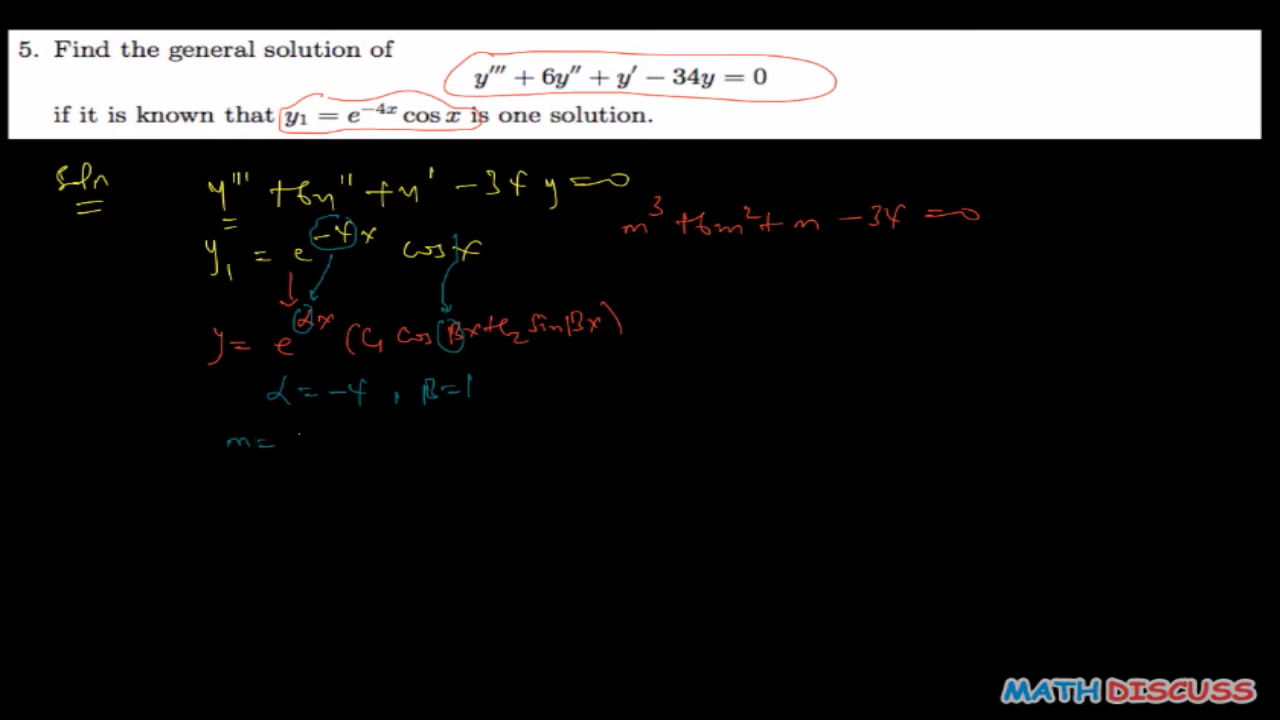 5. Find the general solution of
y′′′ + 6y′′ + y′ − 34y = 0
if it is known that y₁ = e⁻⁴ˣ cos x is one solution.
Soln
y''' + 6y'' + y' - 34y = 0
m³ + 6m² + m - 34 = 0
y₁ = e^(-4x) cos x
y = e^(αx) (C₁ cos βx + C₂ sin βx)
α = -4, β = 1
m =
MATH DISCUSS